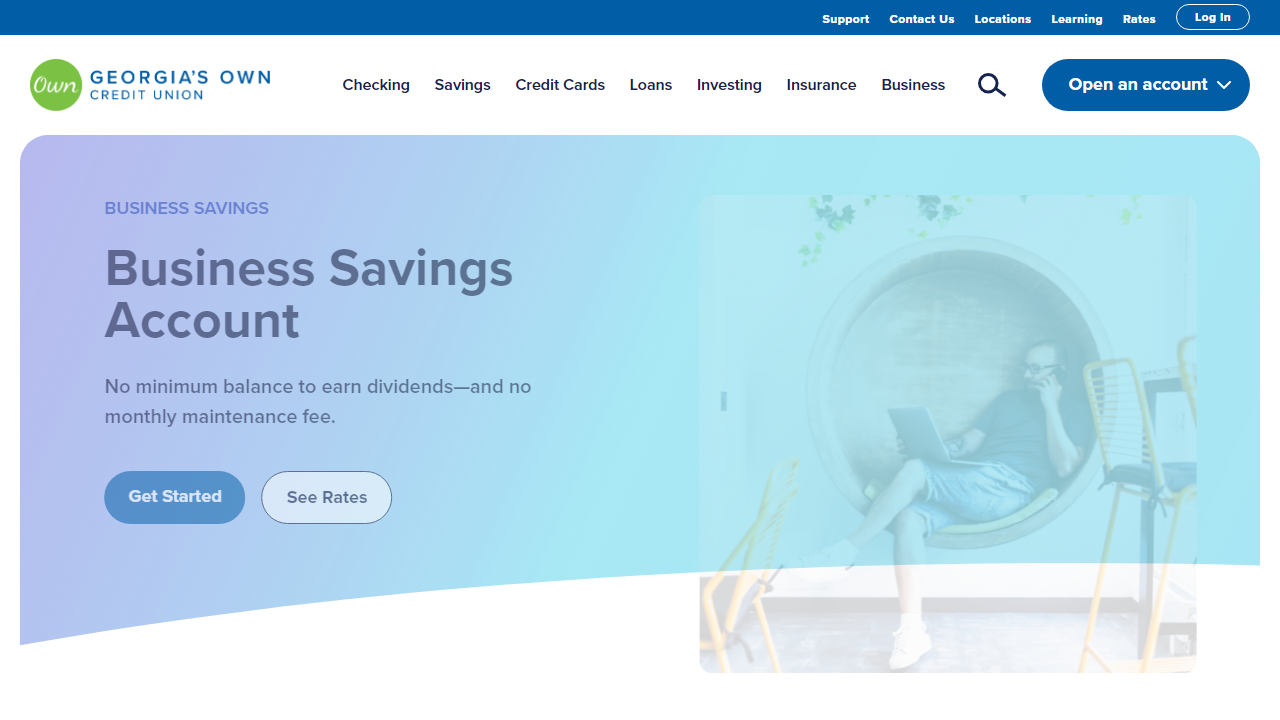 Support Contact Us Locations Learning Rates Log In
Own GEORGIA'S OWN
CREDIT UNION
Checking Savings Credit Cards Loans Investing Insurance Business Open an account
BUSINESS SAVINGS
Business Savings
Account
No minimum balance to earn dividends—and no
monthly maintenance fee.
Get Started See Rates